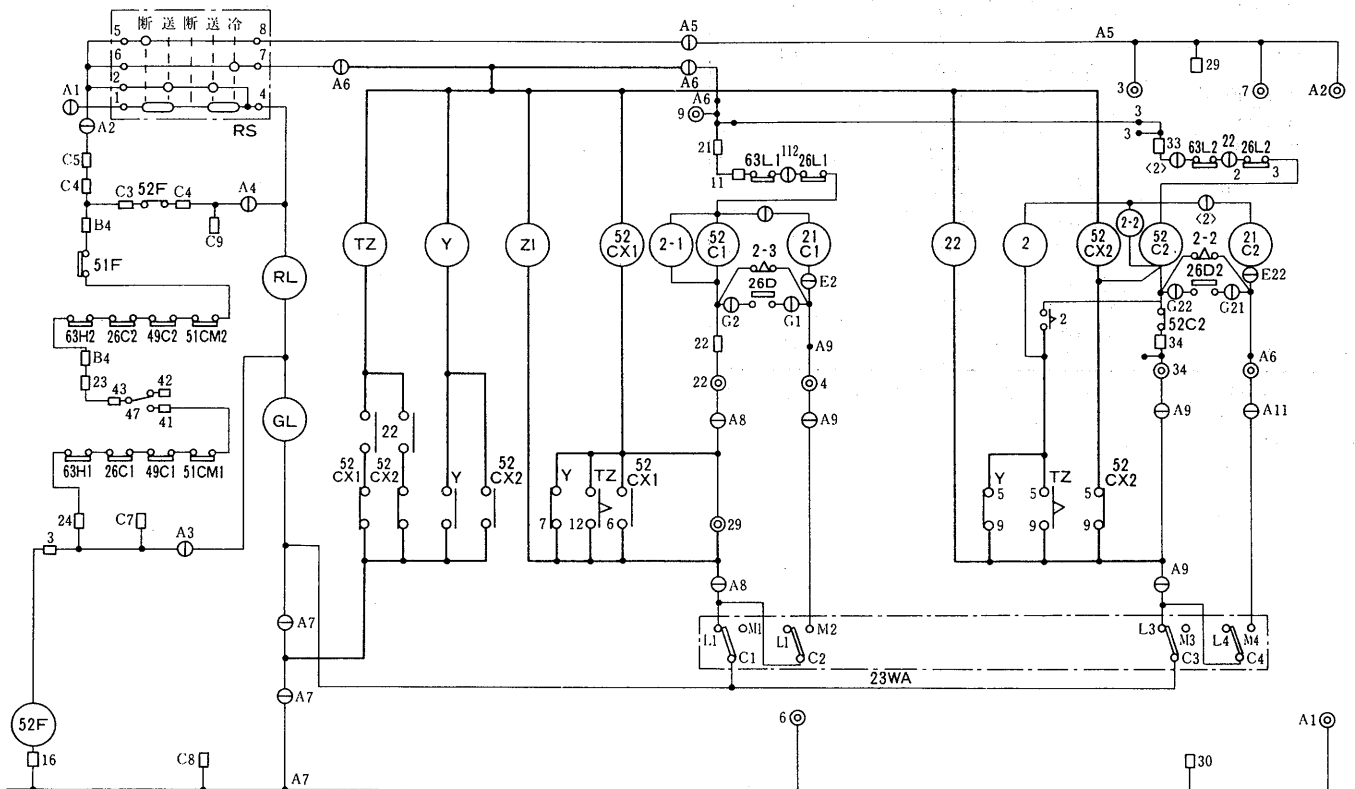 断 送 断 送 冷
5 8 A5 A5
6 7 A6 A6
2
A1 1 4
RS
A2
3 29 7 A2
A6
9
3
3
C5
C4
C3 52F C4 A4
C9
B4
51F
21
11 63L1 112 26L1
33 63L2 22 26L2
<2> 2 3
<2>
RL TZ Y Z1 52 CX1 2-1 52 C1 21 C1
22 2 52 CX2 2-2 52 C2 21 C2
2-3
26D
E2
G2 G1
2-2
26D2
E22
G22 G21
52C2
2
63H2 26C2 49C2 51CM2
B4
23
43 42
47 41
22
A9
34
A6
22 4
34
A8 A9
A9 A11
GL
22
52 CX1 52 CX2 Y 52 CX2
Y TZ 52 CX1
7 12 6
Y TZ 52 CX2
5 5 5
9 9 9
63H1 26C1 49C1 51CM1
24 C7 A3
3
29
A8
A9
A7
L1 M1 L1 M2
C1 C2
L3 M3 L4 M4
C3 C4
23WA
A7
52F
16
C8
A7
6
30
A1